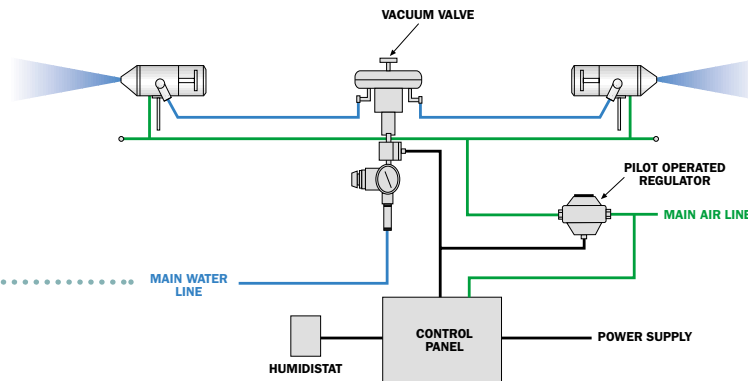 VACUUM VALVE
PILOT OPERATED
REGULATOR
MAIN AIR LINE
MAIN WATER
LINE
CONTROL
PANEL
POWER SUPPLY
HUMIDISTAT